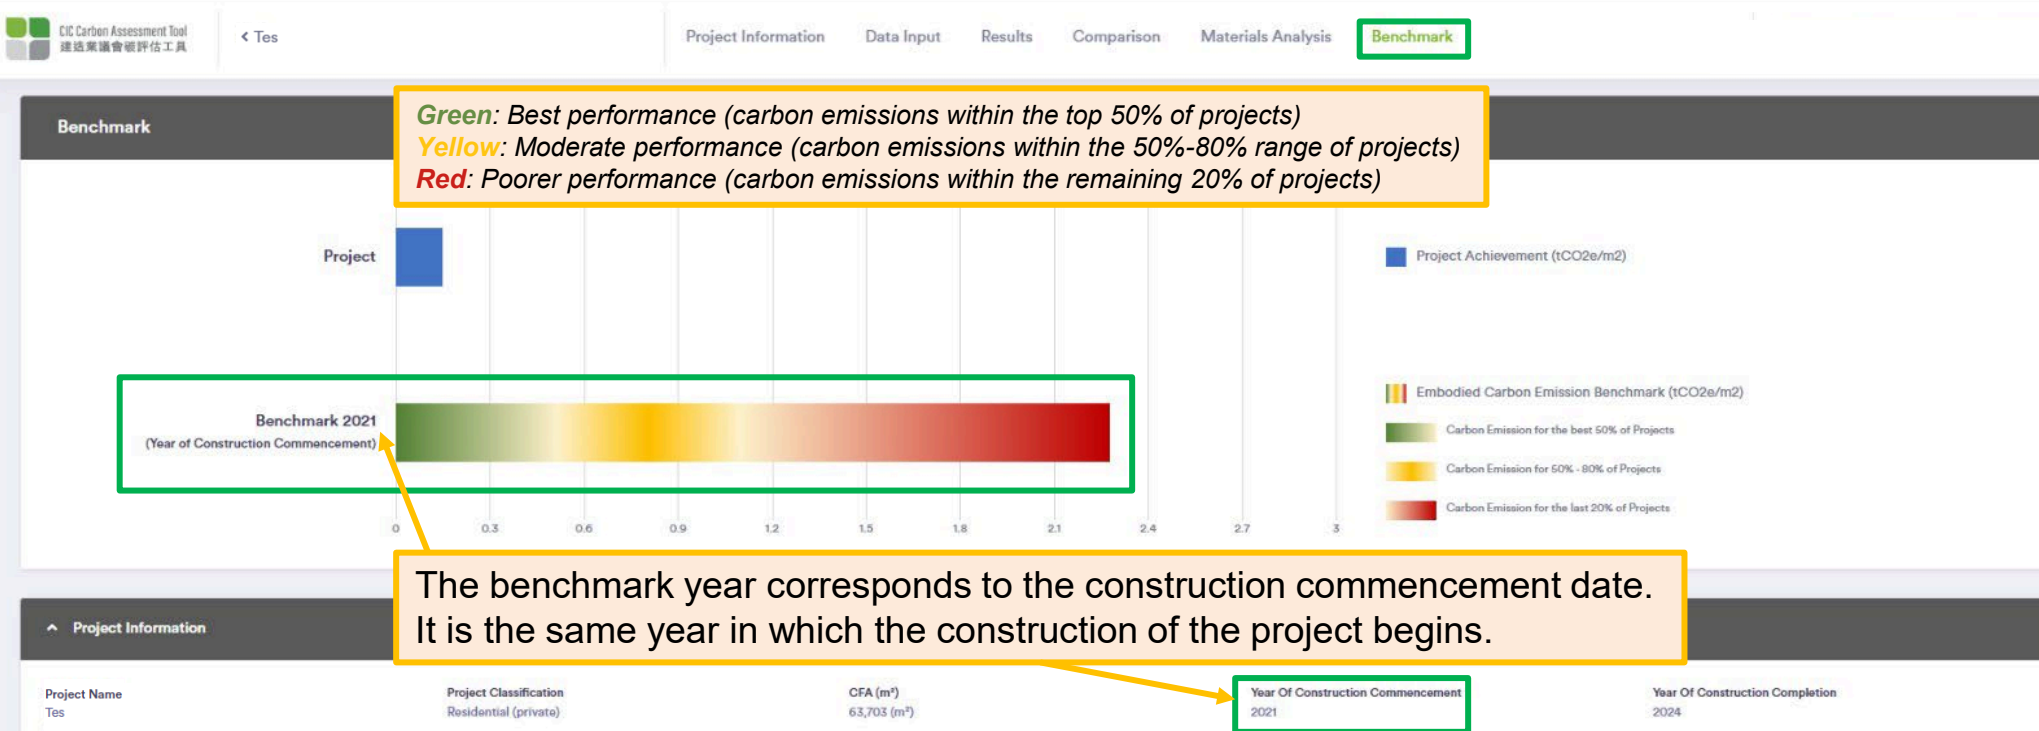 CIC Carbon Assessment Tool
建造業議會碳評估工具
< Tes
Project Information
Data Input
Results
Comparison
Materials Analysis
Benchmark
Benchmark
Green: Best performance (carbon emissions within the top 50% of projects)
Yellow: Moderate performance (carbon emissions within the 50%-80% range of projects)
Red: Poorer performance (carbon emissions within the remaining 20% of projects)
Project
Project Achievement (tCO2e/m2)
Benchmark 2021
(Year of Construction Commencement)
Embodied Carbon Emission Benchmark (tCO2e/m2)
Carbon Emission for the best 50% of Projects
Carbon Emission for 50% - 80% of Projects
Carbon Emission for the last 20% of Projects
0 0.3 0.6 0.9 1.2 1.5 1.8 2.1 2.4 2.7 3
The benchmark year corresponds to the construction commencement date.
It is the same year in which the construction of the project begins.
Project Information
Project Name
Tes
Project Classification
Residential (private)
CFA (m²)
63,703 (m²)
Year Of Construction Commencement
2021
Year Of Construction Completion
2024